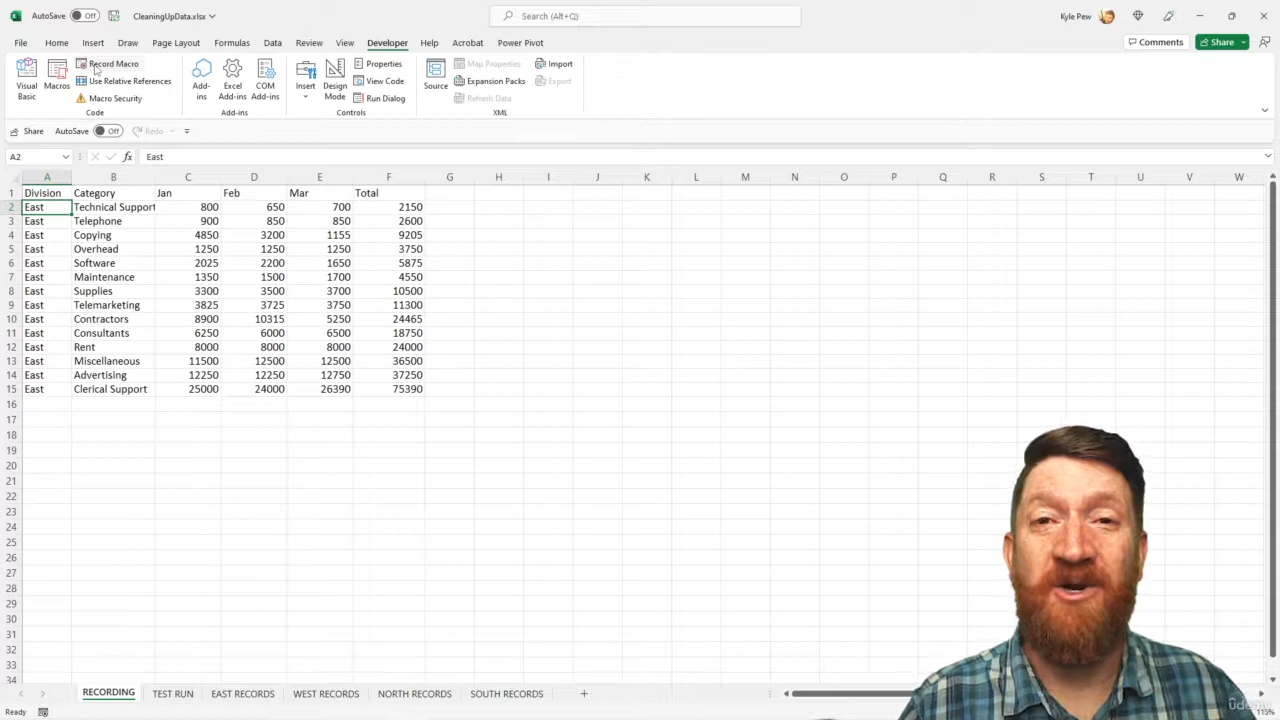 AutoSave Off CleaningUpData.xlsx Search (Alt+Q) Kyle Pew
File Home Insert Draw Page Layout Formulas Data Review View Developer Help Acrobat Power Pivot Comments Share
Visual Basic
Macros
Record Macro
Use Relative References
Macro Security
Code
Add-ins
Excel Add-ins
COM Add-ins
Add-ins
Insert
Design Mode
Properties
View Code
Run Dialog
Controls
Source
Map Properties
Expansion Packs
Refresh Data
Import
Export
XML
Share AutoSave Off Redo
A2 fx East
A B C D E F G H I J K L M N O P Q R S T U V W
1 Division Category Jan Feb Mar Total
2 East Technical Support 800 650 700 2150
3 East Telephone 900 850 850 2600
4 East Copying 4850 3200 1155 9205
5 East Overhead 1250 1250 1250 3750
6 East Software 2025 2200 1650 5875
7 East Maintenance 1350 1500 1700 4550
8 East Supplies 3300 3500 3700 10500
9 East Telemarketing 3825 3725 3750 11300
10 East Contractors 8900 10315 5250 24465
11 East Consultants 6250 6000 6500 18750
12 East Rent 8000 8000 8000 24000
13 East Miscellaneous 11500 12500 12500 36500
14 East Advertising 12250 12250 12750 37250
15 East Clerical Support 25000 24000 26390 75390
16
17
18
19
20
21
22
23
24
25
26
27
28
29
30
31
32
33
34
RECORDING TEST RUN EAST RECORDS WEST RECORDS NORTH RECORDS SOUTH RECORDS
Ready 115%
ûdemy